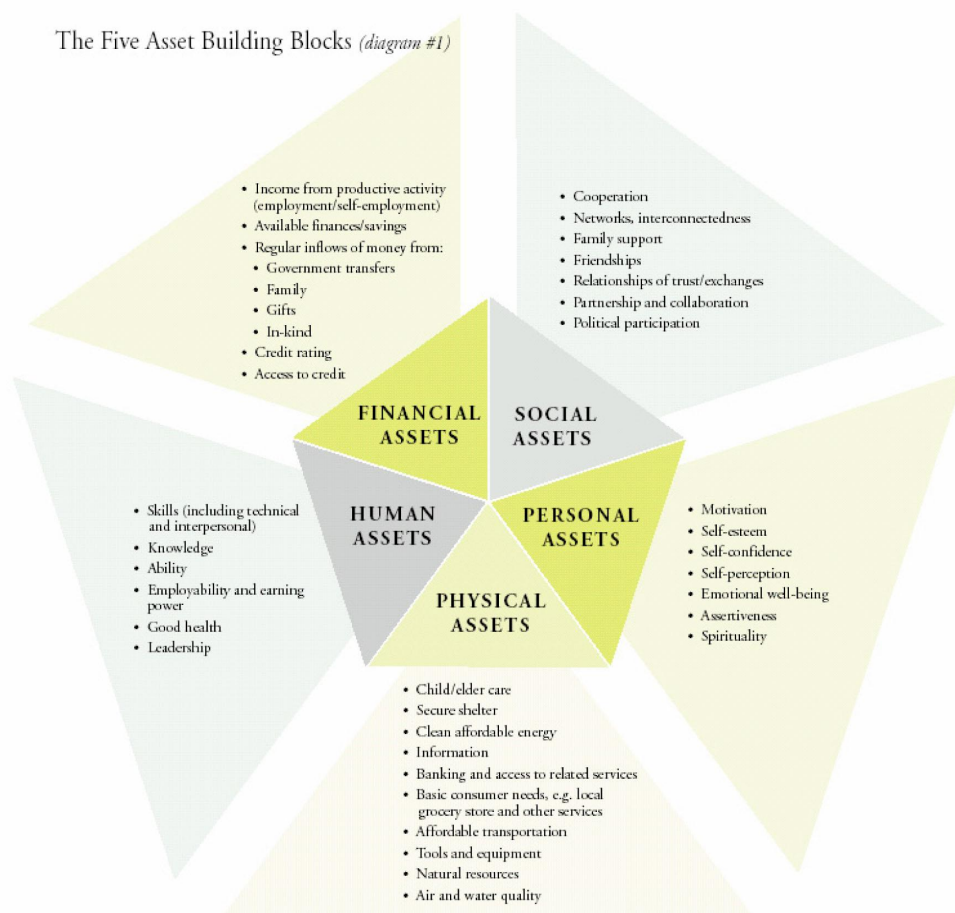 The Five Asset Building Blocks (diagram #1)
• Income from productive activity
(employment/self-employment)
• Available finances/savings
• Regular inflows of money from:
• Government transfers
• Family
• Gifts
• In-kind
• Credit rating
• Access to credit
• Cooperation
• Networks, interconnectedness
• Family support
• Friendships
• Relationships of trust/exchanges
• Partnership and collaboration
• Political participation
FINANCIAL
ASSETS
SOCIAL
ASSETS
• Skills (including technical
and interpersonal)
• Knowledge
• Ability
• Employability and earning
power
• Good health
• Leadership
HUMAN
ASSETS
PERSONAL
ASSETS
• Motivation
• Self-esteem
• Self-confidence
• Self-perception
• Emotional well-being
• Assertiveness
• Spirituality
PHYSICAL
ASSETS
• Child/elder care
• Secure shelter
• Clean affordable energy
• Information
• Banking and access to related services
• Basic consumer needs, e.g. local
grocery store and other services
• Affordable transportation
• Tools and equipment
• Natural resources
• Air and water quality